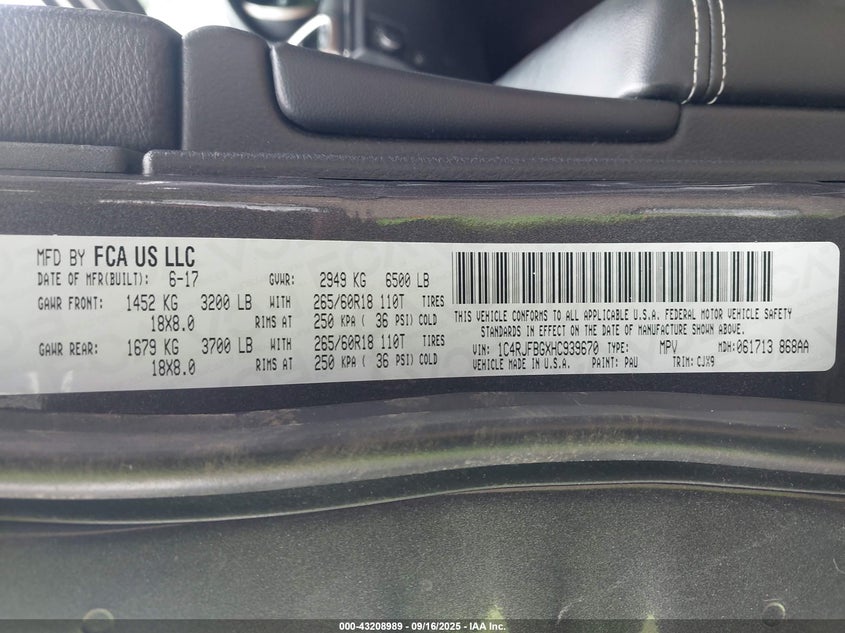 MFD BY FCA US LLC
DATE OF MFR(BUILT): 6-17 GVWR: 2949 KG 6500 LB
GAWR FRONT: 1452 KG 3200 LB WITH 265/60R18 110T TIRES
18X8.0 RIMS AT 250 KPA ( 36 PSI) COLD
GAWR REAR: 1679 KG 3700 LB WITH 265/60R18 110T TIRES
18X8.0 RIMS AT 250 KPA ( 36 PSI) COLD
THIS VEHICLE CONFORMS TO ALL APPLICABLE U.S.A. FEDERAL MOTOR VEHICLE SAFETY
STANDARDS IN EFFECT ON THE DATE OF MANUFACTURE SHOWN ABOVE.
VIN: 1C4RJFBGXHC939670 TYPE: MPV MDH: 061713 868AA
VEHICLE MADE IN U.S.A. PAINT: PAU TRIM: CJX9
000-43208989 - 09/16/2025 - IAA Inc.